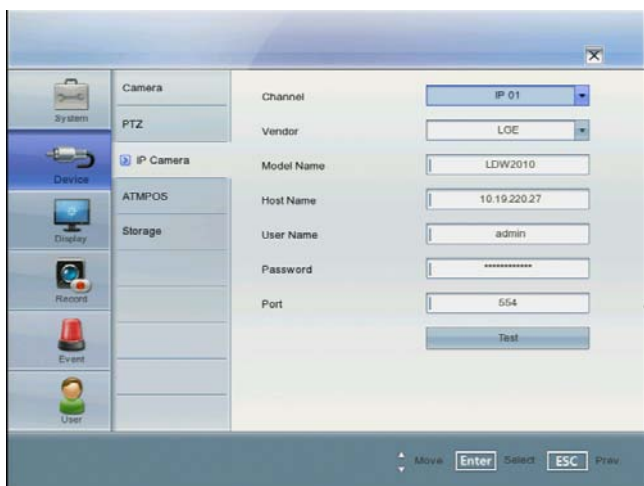 System
Device
Display
Record
Event
User
Camera
PTZ
IP Camera
ATMPOS
Storage
Channel IP 01
Vendor LGE
Model Name LDW2010
Host Name 10.19.220.27
User Name admin
Password ************
Port 554
Test
Move Enter Select ESC Prev